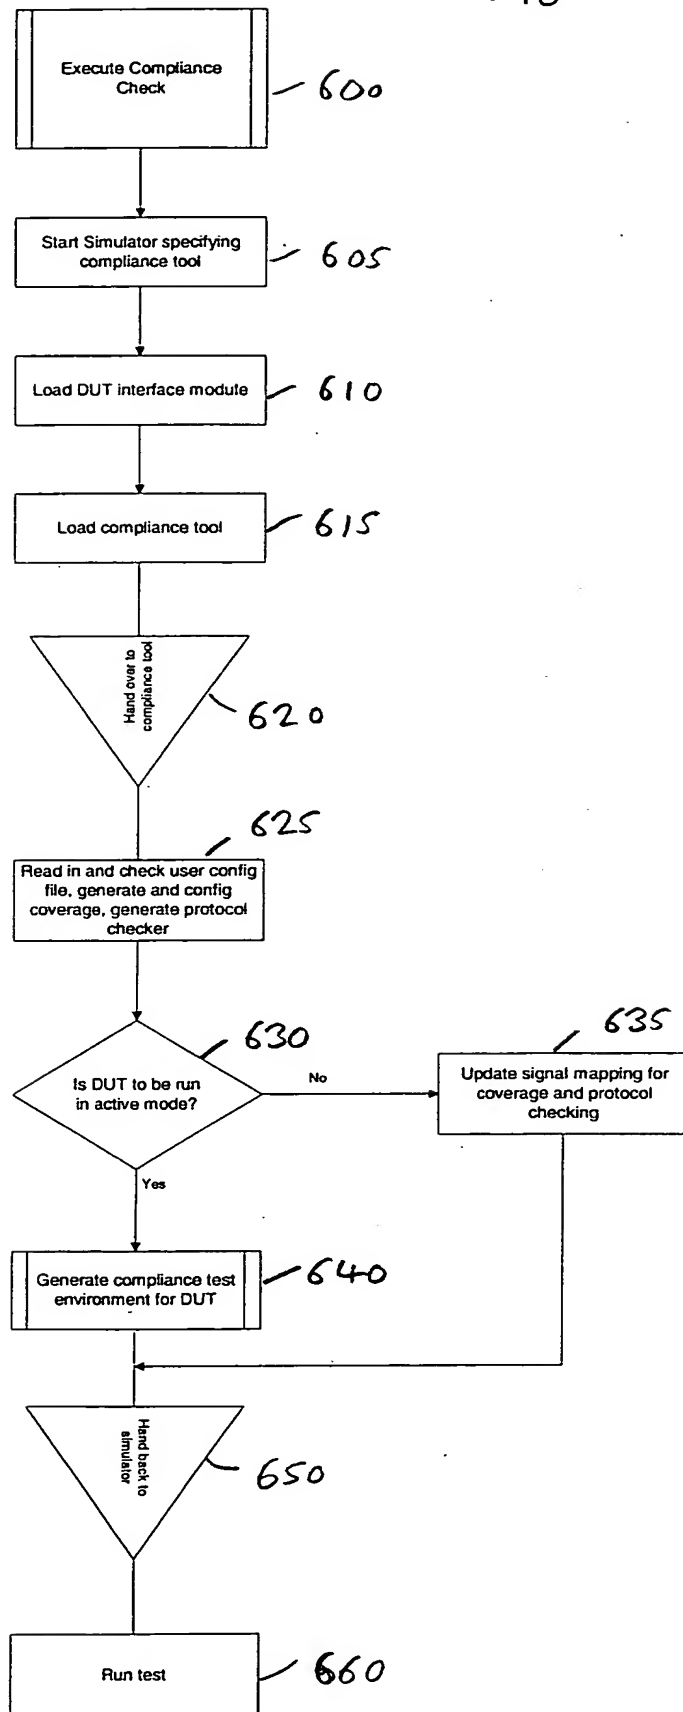 Execute Compliance
Check
600
Start Simulator specifying
compliance tool
605
Load DUT interface module
610
Load compliance tool
615
Hand over to
compliance tool
620
625
Read in and check user config
file, generate and config
coverage, generate protocol
checker
630
Is DUT to be run
in active mode?
No
635
Update signal mapping for
coverage and protocol
checking
Yes
Generate compliance test
environment for DUT
640
Hand back to
simulator
650
Run test
660